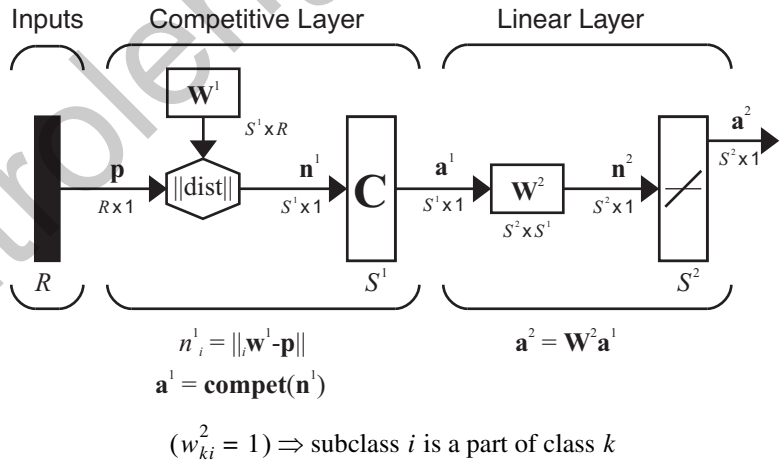 Inputs Competitive Layer Linear Layer
W¹
S¹ x R
p
R x 1
||dist||
n¹
S¹ x 1
C
a¹
S¹ x 1
W²
S² x S¹
n²
S² x 1
a²
S² x 1
R S¹ S²
n¹ᵢ = ||ᵢw¹-p|| a² = W²a¹
a¹ = compet(n¹)
(w²ₖᵢ = 1) ⇒ subclass i is a part of class k